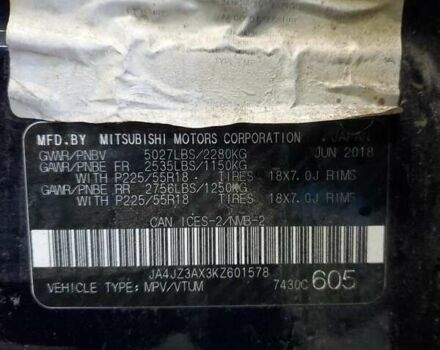 MFD.BY MITSUBISHI MOTORS CORPORATION JAPAN
GWR/PNBV 5027LBS/2280KG JUN 2018
GAWR/PNBE FR 2535LBS/1150KG
WITH P225/55R18 TIRES 18X7.0J RIMS
GAWR/PNBE RR 2756LBS/1250KG
WITH P225/55R18 TIRES 18X7.0J RIMS
CAN ICES-2/NMB-2
JA4JZ3AX3KZ601578
VEHICLE TYPE: MPV/VTUM 7430C 605